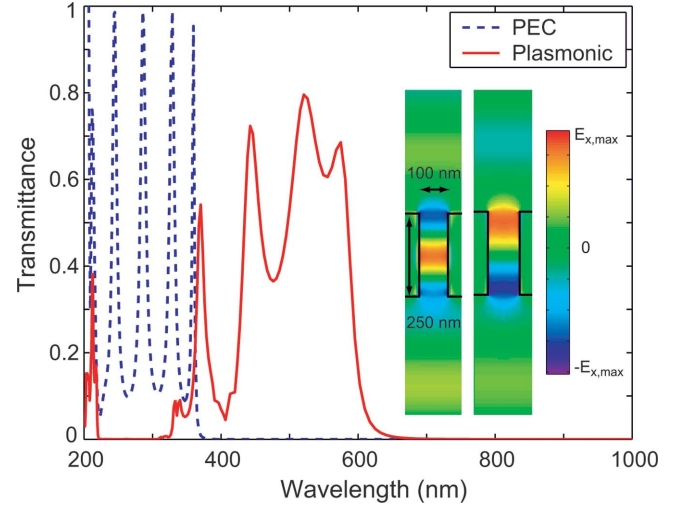 PEC
Plasmonic
Transmittance
1
0.8
0.6
0.4
0.2
0
200
400
600
800
1000
Wavelength (nm)
100 nm
250 nm
Ex,max
0
-Ex,max